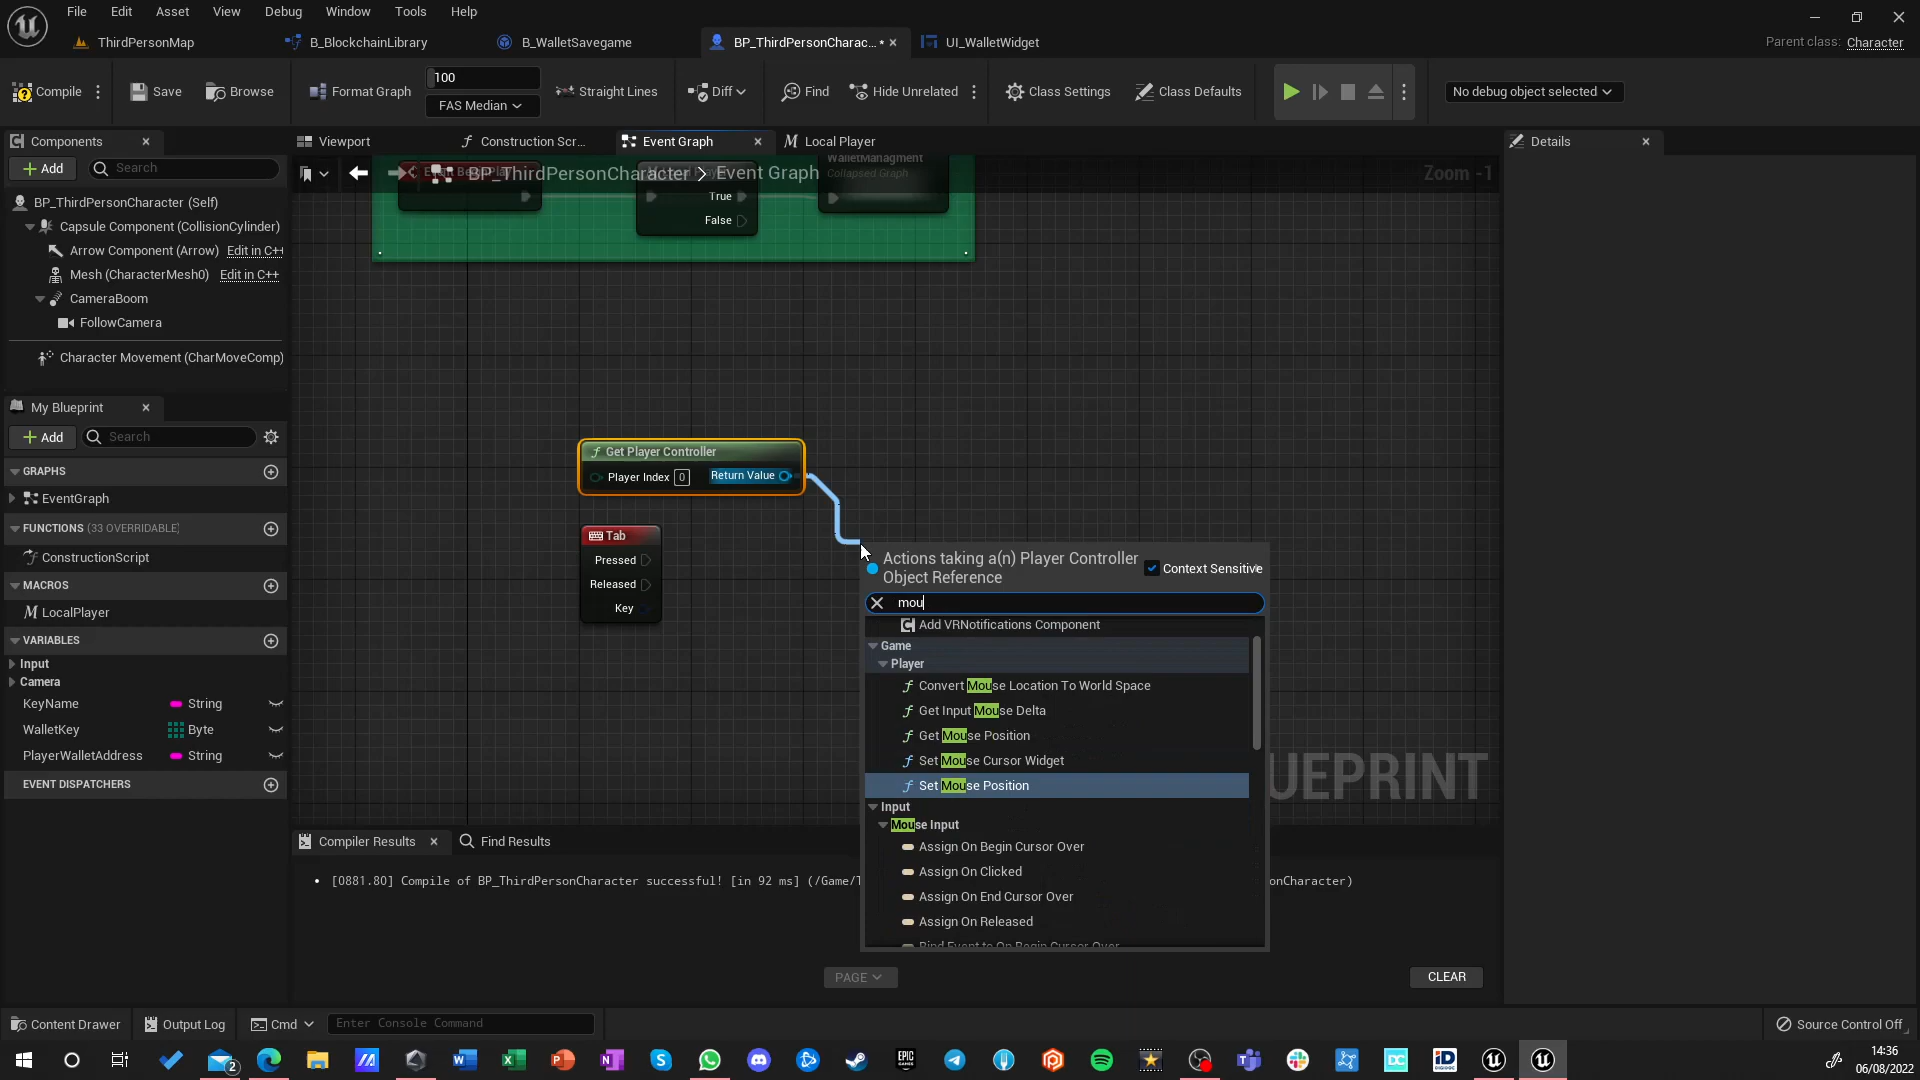 File Edit Asset View Debug Window Tools Help
ThirdPersonMap B_BlockchainLibrary B_WalletSavegame BP_ThirdPersonCharac... • UI_WalletWidget Parent class: Character
Compile Save Browse Format Graph 100 Straight Lines Diff Find Hide Unrelated Class Settings Class Defaults No debug object selected
FAS Median
Components Viewport Construction Scr... Event Graph Local Player Details
Add Search BP_ThirdPersonCharacter > Event Graph Zoom -1
WalletManagment
Collapsed Graph
True
False
BP_ThirdPersonCharacter (Self)
Capsule Component (CollisionCylinder)
Arrow Component (Arrow) Edit in C++
Mesh (CharacterMesh0) Edit in C++
CameraBoom
FollowCamera
Character Movement (CharMoveComp)
My Blueprint
Add Search
GRAPHS
EventGraph
FUNCTIONS (33 OVERRIDABLE)
ConstructionScript
MACROS
LocalPlayer
VARIABLES
Input
Camera
KeyName String
WalletKey Byte
PlayerWalletAddress String
EVENT DISPATCHERS
Get Player Controller
Player Index 0 Return Value
Tab
Pressed
Released
Key
Actions taking a(n) Player Controller
Object Reference
Context Sensitive
mou
Add VRNotifications Component
Game
Player
Convert Mouse Location To World Space
Get Input Mouse Delta
Get Mouse Position
Set Mouse Cursor Widget
Set Mouse Position
Input
Mouse Input
Assign On Begin Cursor Over
Assign On Clicked
Assign On End Cursor Over
Assign On Released
Bind Event to On Begin Cursor Over
UEPRINT
Compiler Results Find Results
[0881.80] Compile of BP_ThirdPersonCharacter successful! [in 92 ms] (/Game/T onCharacter)
PAGE CLEAR
Content Drawer Output Log Cmd Enter Console Command Source Control Off
2
14:36
06/08/2022